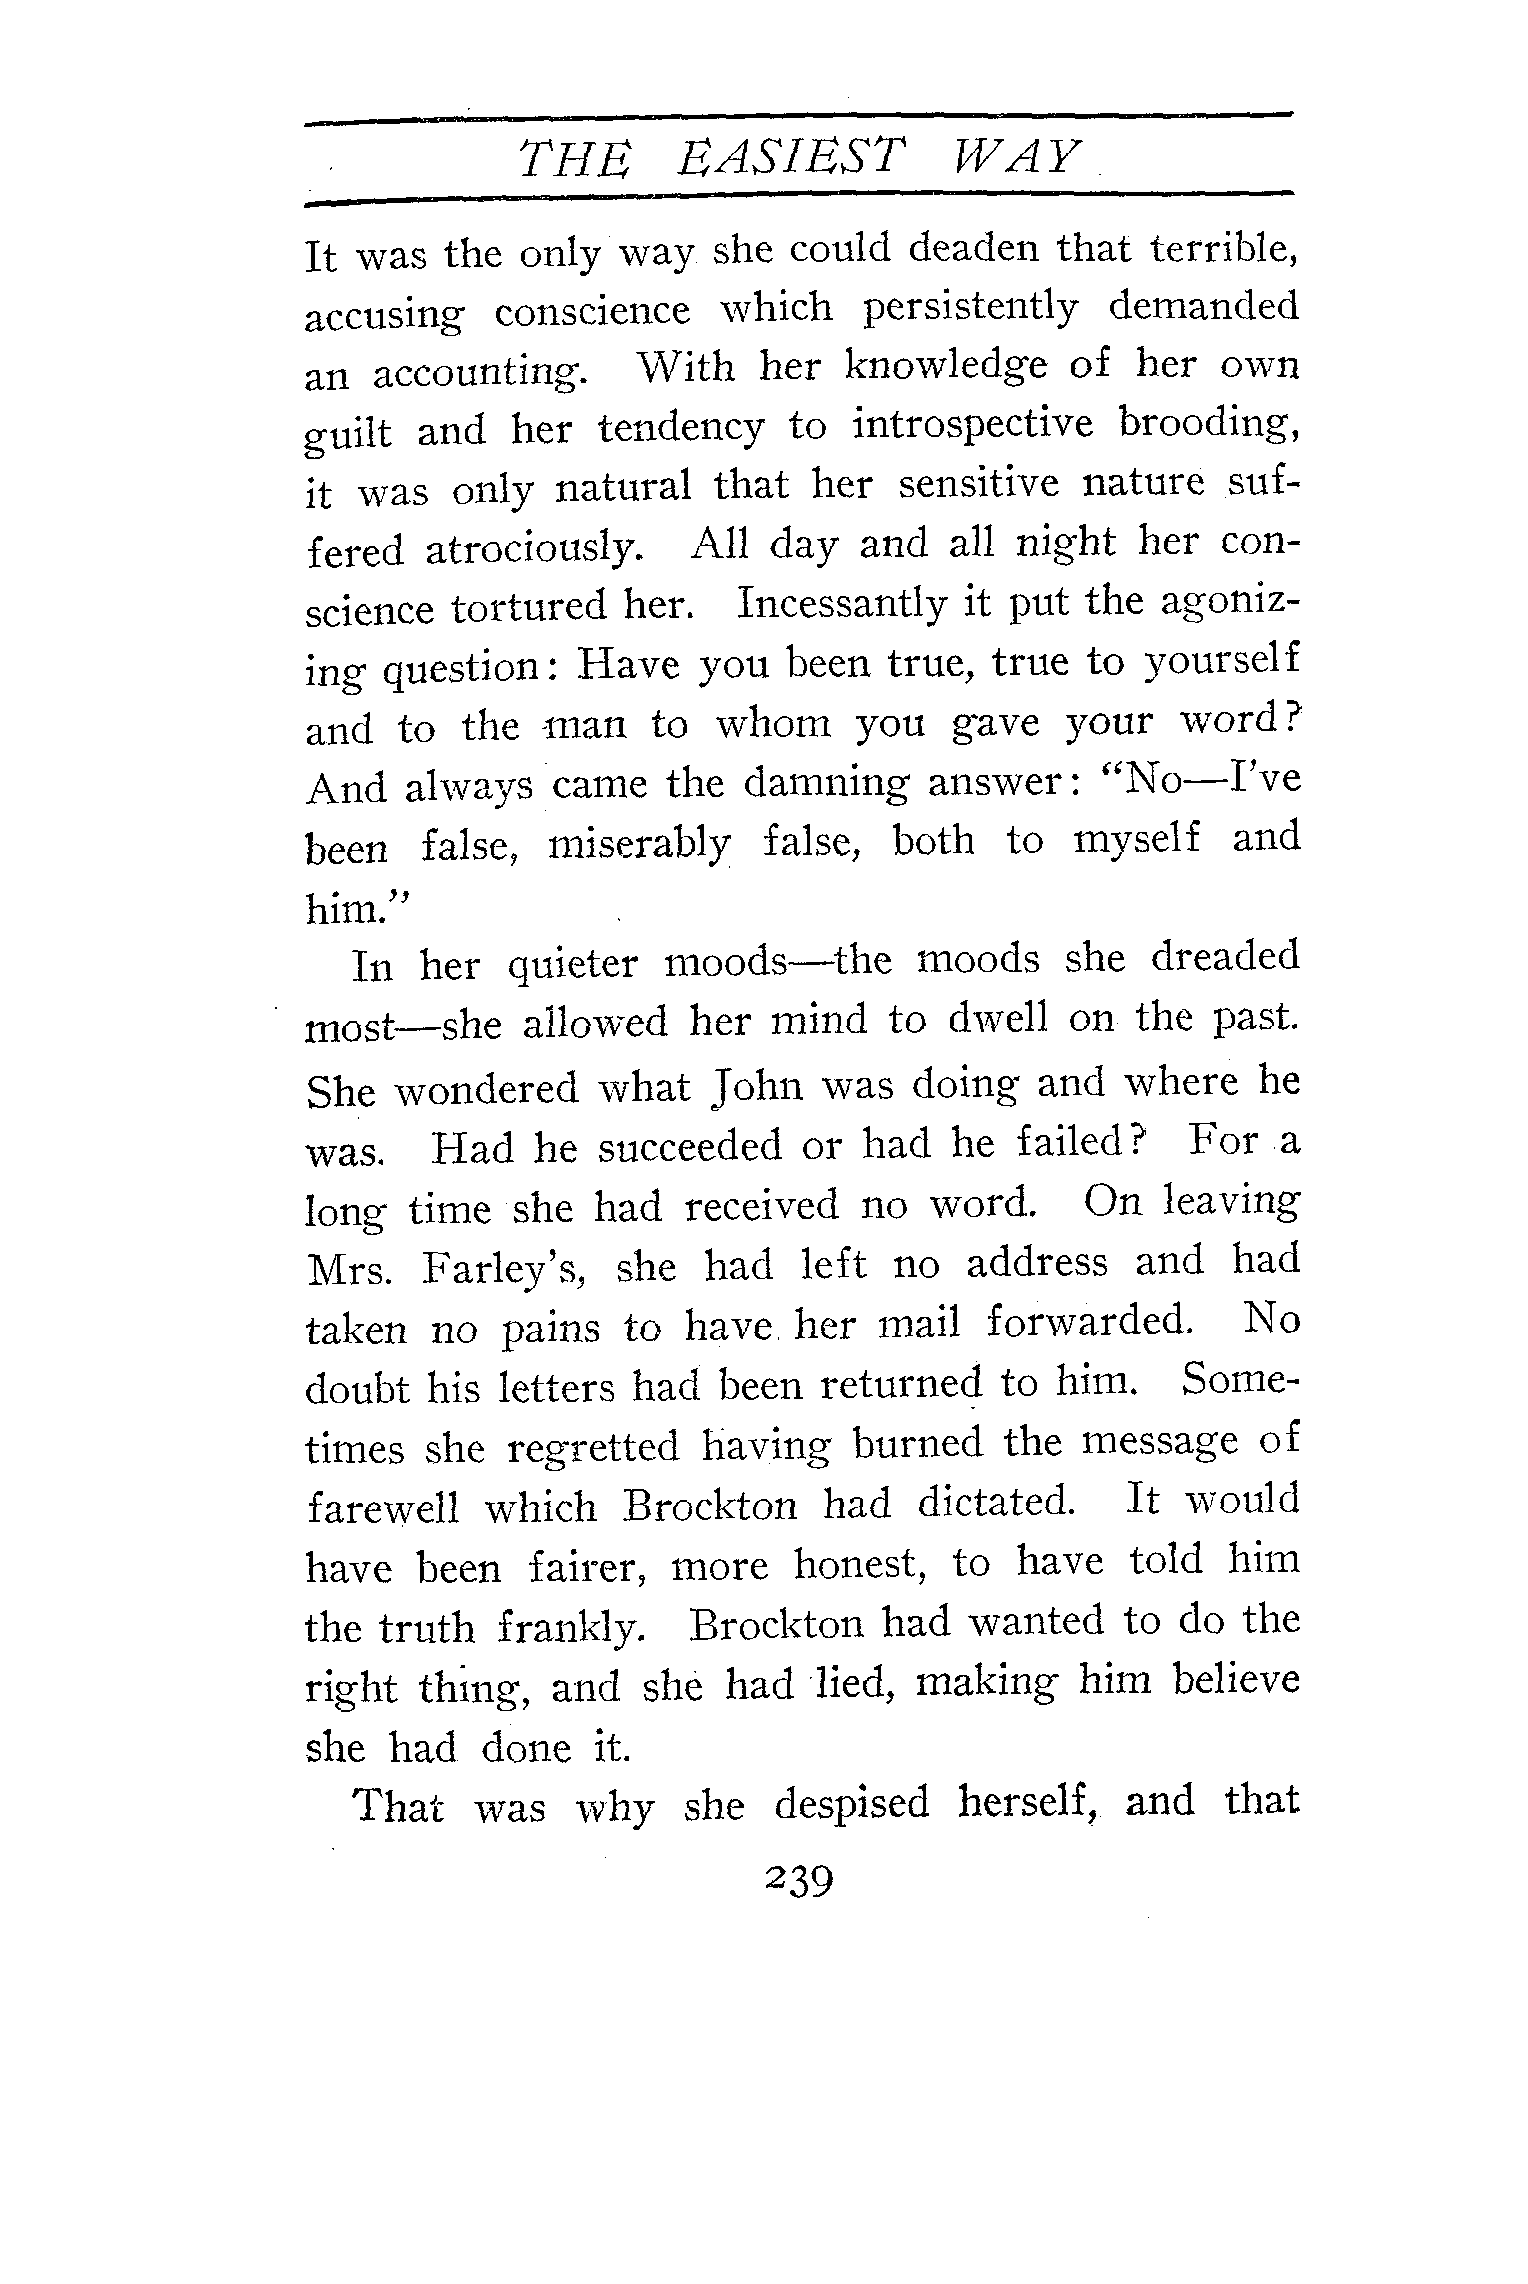 THE EASIEST WAY
It was the only way she could deaden that terrible,
accusing conscience which persistently demanded
an accounting. With her knowledge of her own
guilt and her tendency to introspective brooding,
it was only natural that her sensitive nature suf-
fered atrociously. All day and all night her con-
science tortured her. Incessantly it put the agoniz-
ing question: Have you been true, true to yourself
and to the man to whom you gave your word?
And always came the damning answer: "No—I've
been false, miserably false, both to myself and
him."
In her quieter moods—the moods she dreaded
most—she allowed her mind to dwell on the past.
She wondered what John was doing and where he
was. Had he succeeded or had he failed? For a
long time she had received no word. On leaving
Mrs. Farley's, she had left no address and had
taken no pains to have her mail forwarded. No
doubt his letters had been returned to him. Some-
times she regretted having burned the message of
farewell which Brockton had dictated. It would
have been fairer, more honest, to have told him
the truth frankly. Brockton had wanted to do the
right thing, and she had lied, making him believe
she had done it.
That was why she despised herself, and that
239